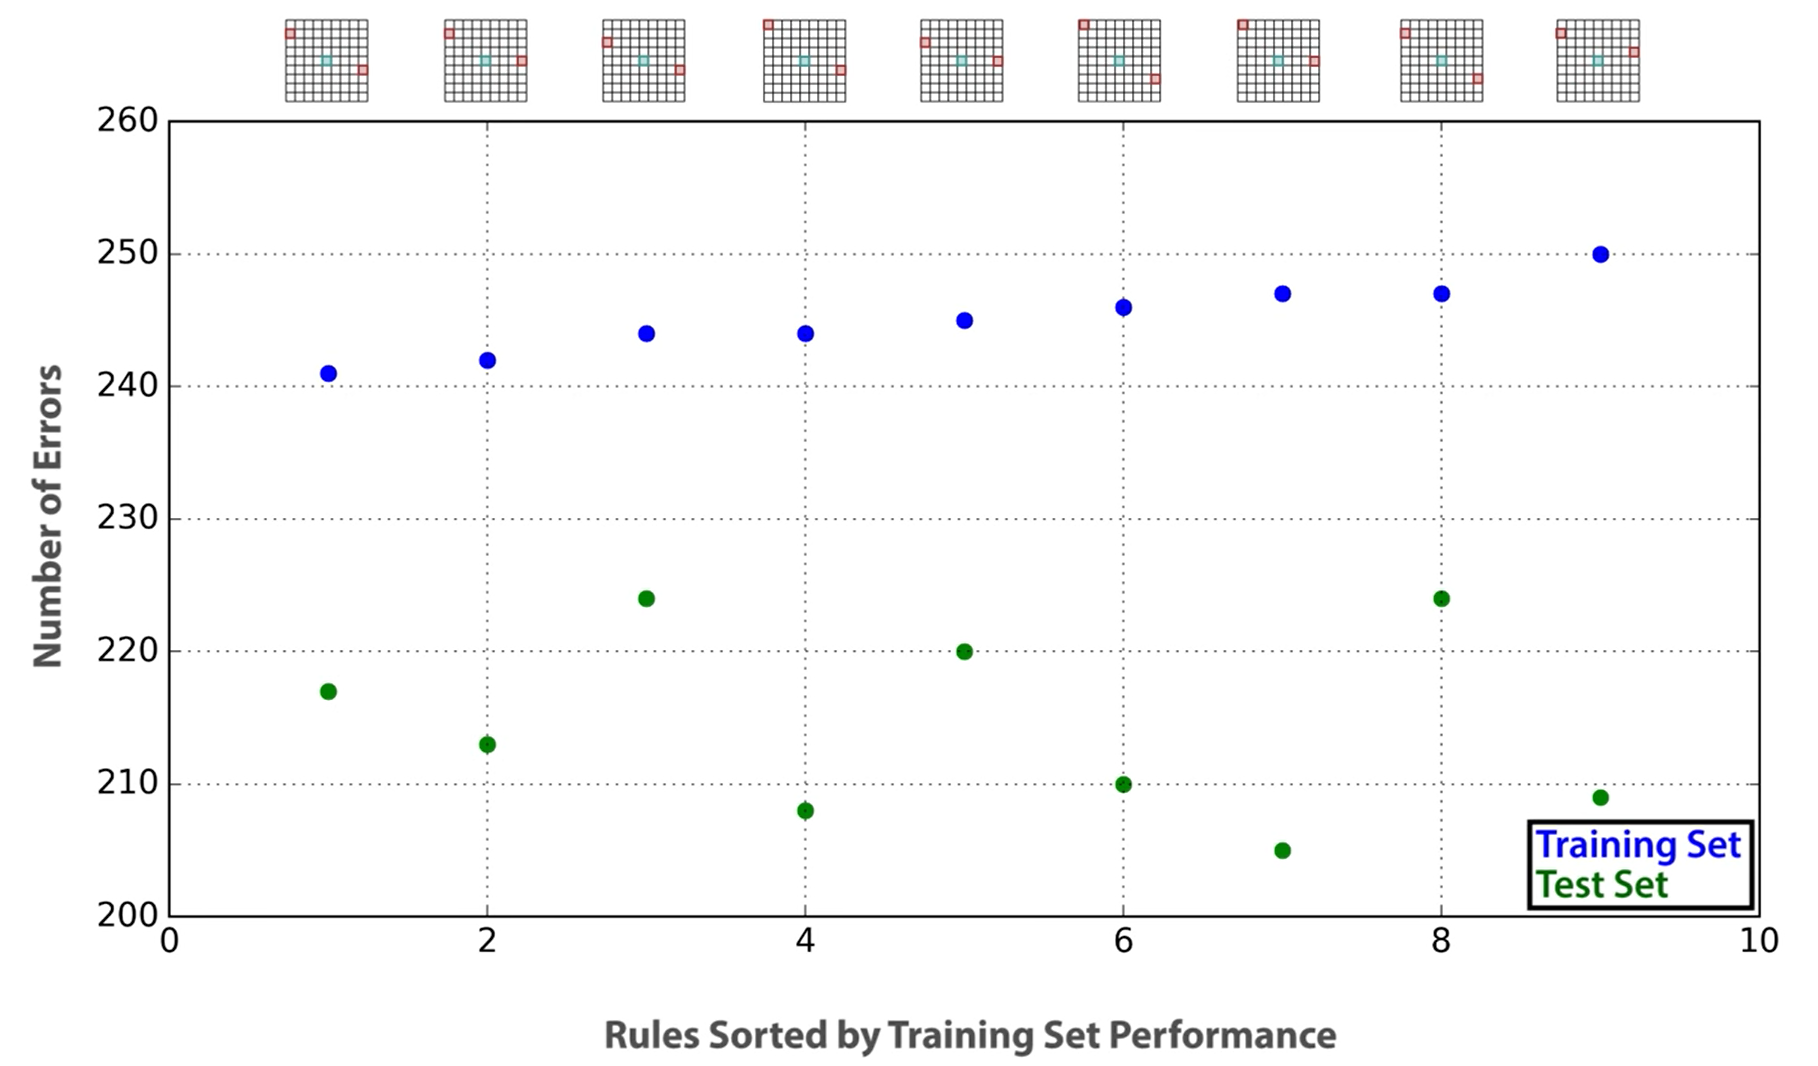 260
250
240
230
220
210
200
0 2 4 6 8 10
Number of Errors
Rules Sorted by Training Set Performance
Training Set
Test Set